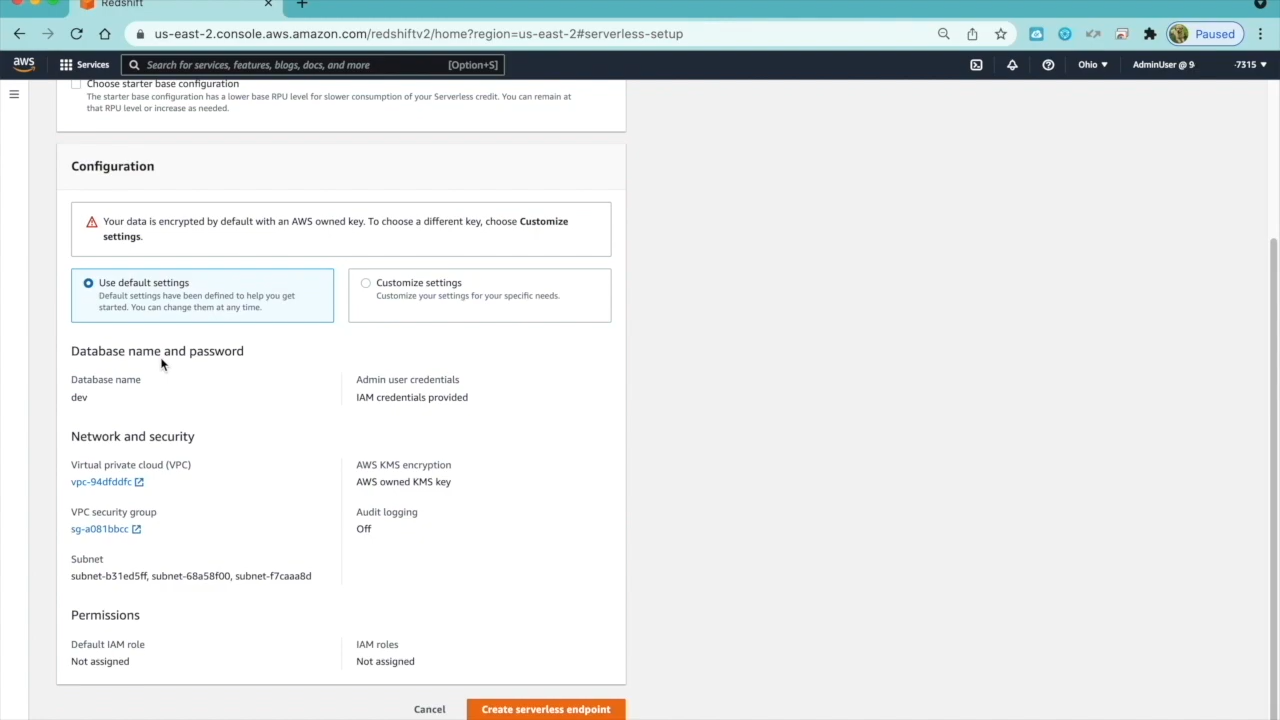 Redshift
us-east-2.console.aws.amazon.com/redshiftv2/home?region=us-east-2#serverless-setup
Paused
aws
Services
Search for services, features, blogs, docs, and more
[Option+S]
Ohio
AdminUser @ 9
-7315
Choose starter base configuration
The starter base configuration has a lower base RPU level for slower consumption of your Serverless credit. You can remain at
that RPU level or increase as needed.
Configuration
Your data is encrypted by default with an AWS owned key. To choose a different key, choose Customize
settings.
Use default settings
Default settings have been defined to help you get
started. You can change them at any time.
Customize settings
Customize your settings for your specific needs.
Database name and password
Database name
dev
Admin user credentials
IAM credentials provided
Network and security
Virtual private cloud (VPC)
vpc-94dfddfc
AWS KMS encryption
AWS owned KMS key
VPC security group
sg-a081bbcc
Audit logging
Off
Subnet
subnet-b31ed5ff, subnet-68a58f00, subnet-f7caaa8d
Permissions
Default IAM role
Not assigned
IAM roles
Not assigned
Cancel
Create serverless endpoint